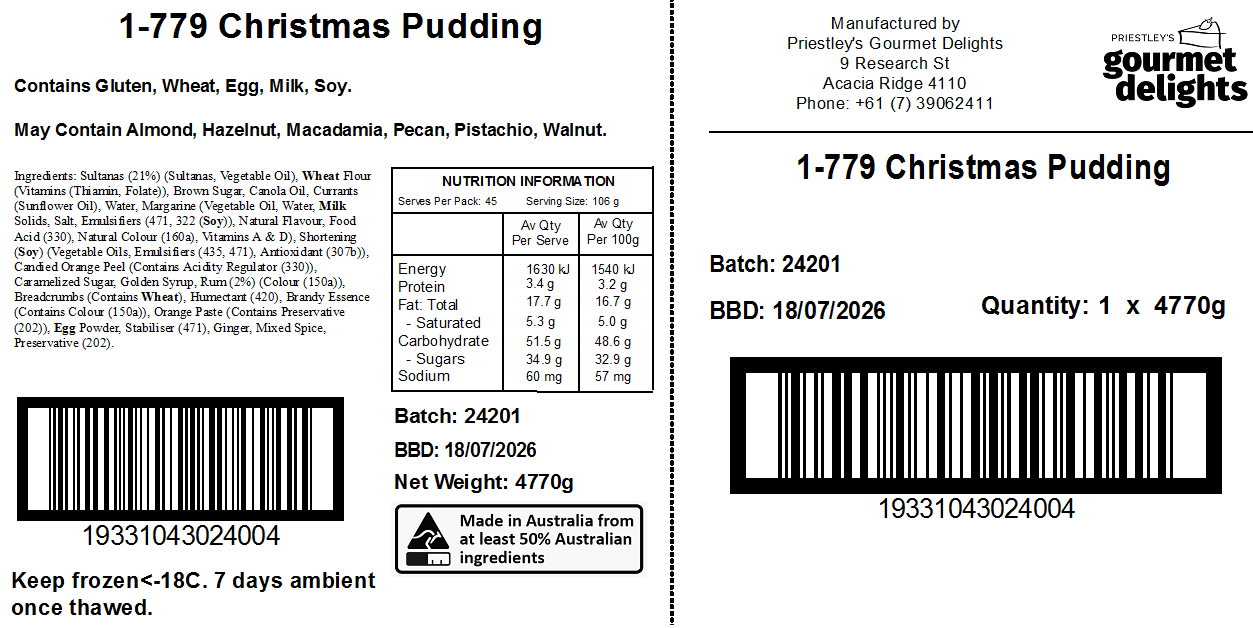 1-779 Christmas Pudding
Contains Gluten, Wheat, Egg, Milk, Soy.
May Contain Almond, Hazelnut, Macadamia, Pecan, Pistachio, Walnut.
Ingredients: Sultanas (21%) (Sultanas, Vegetable Oil), Wheat Flour
(Vitamins (Thiamin, Folate)), Brown Sugar, Canola Oil, Currants
(Sunflower Oil), Water, Margarine (Vegetable Oil, Water, Milk
Solids, Salt, Emulsifiers (471, 322 (Soy)), Natural Flavour, Food
Acid (330), Natural Colour (160a), Vitamins A & D), Shortening
(Soy) (Vegetable Oils, Emulsifiers (435, 471), Antioxidant (307b)),
Candied Orange Peel (Contains Acidity Regulator (330)),
Caramelized Sugar, Golden Syrup, Rum (2%) (Colour (150a)),
Breadcrumbs (Contains Wheat), Humectant (420), Brandy Essence
(Contains Colour (150a)), Orange Paste (Contains Preservative
(202)), Egg Powder, Stabiliser (471), Ginger, Mixed Spice,
Preservative (202).
NUTRITION INFORMATION
Serves Per Pack: 45 Serving Size: 106 g
Av Qty Av Qty
Per Serve Per 100g
Energy 1630 kJ 1540 kJ
Protein 3.4 g 3.2 g
Fat: Total 17.7 g 16.7 g
- Saturated 5.3 g 5.0 g
Carbohydrate 51.5 g 48.6 g
- Sugars 34.9 g 32.9 g
Sodium 60 mg 57 mg
19331043024004
Keep frozen<-18C. 7 days ambient
once thawed.
Batch: 24201
BBD: 18/07/2026
Net Weight: 4770g
Made in Australia from
at least 50% Australian
ingredients
Manufactured by
Priestley's Gourmet Delights
9 Research St
Acacia Ridge 4110
Phone: +61 (7) 39062411
PRIESTLEY'S
gourmet
delights
1-779 Christmas Pudding
Batch: 24201
BBD: 18/07/2026
Quantity: 1 x 4770g
19331043024004